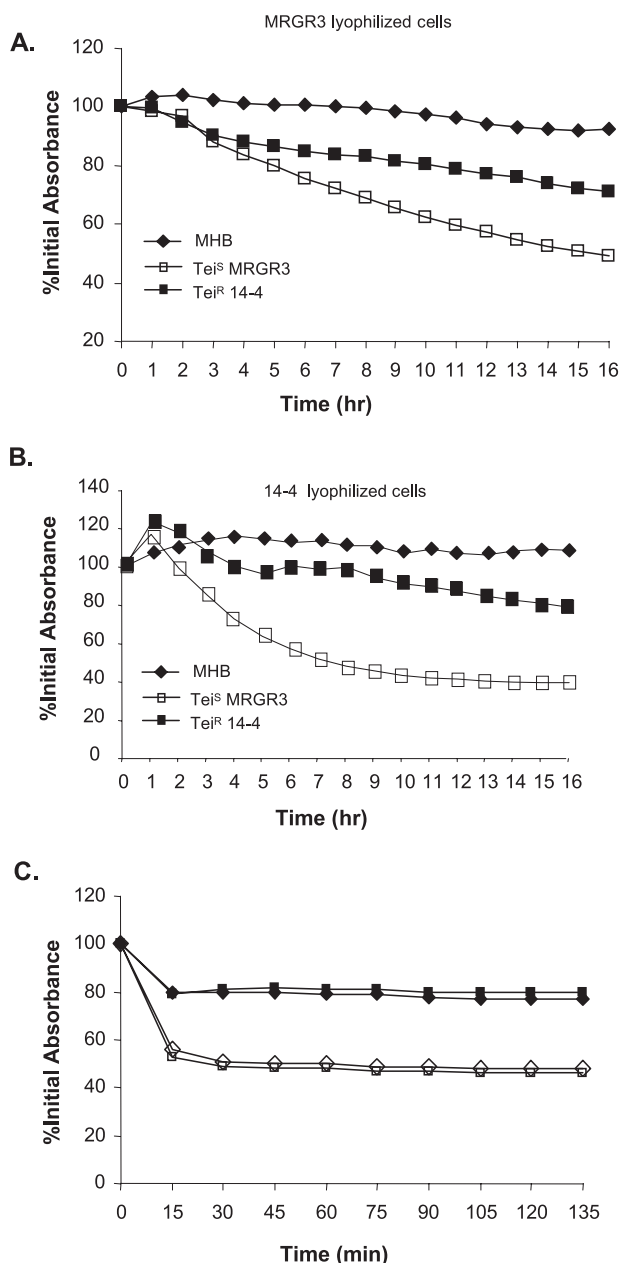 MRGR3 lyophilized cells
A.
120
100
80
60
40
20
%Initial Absorbance
MHB
Teiˢ MRGR3
Teiᴿ 14-4
0 1 2 3 4 5 6 7 8 9 10 11 12 13 14 15 16
Time (hr)
B.
14-4 lyophilized cells
140
120
100
80
60
40
20
0
%Initial Absorbance
MHB
Teiˢ MRGR3
Teiᴿ 14-4
0 1 2 3 4 5 6 7 8 9 10 11 12 13 14 15 16
Time (hr)
C.
120
100
80
60
40
20
0
%Initial Absorbance
0 15 30 45 60 75 90 105 120 135
Time (min)